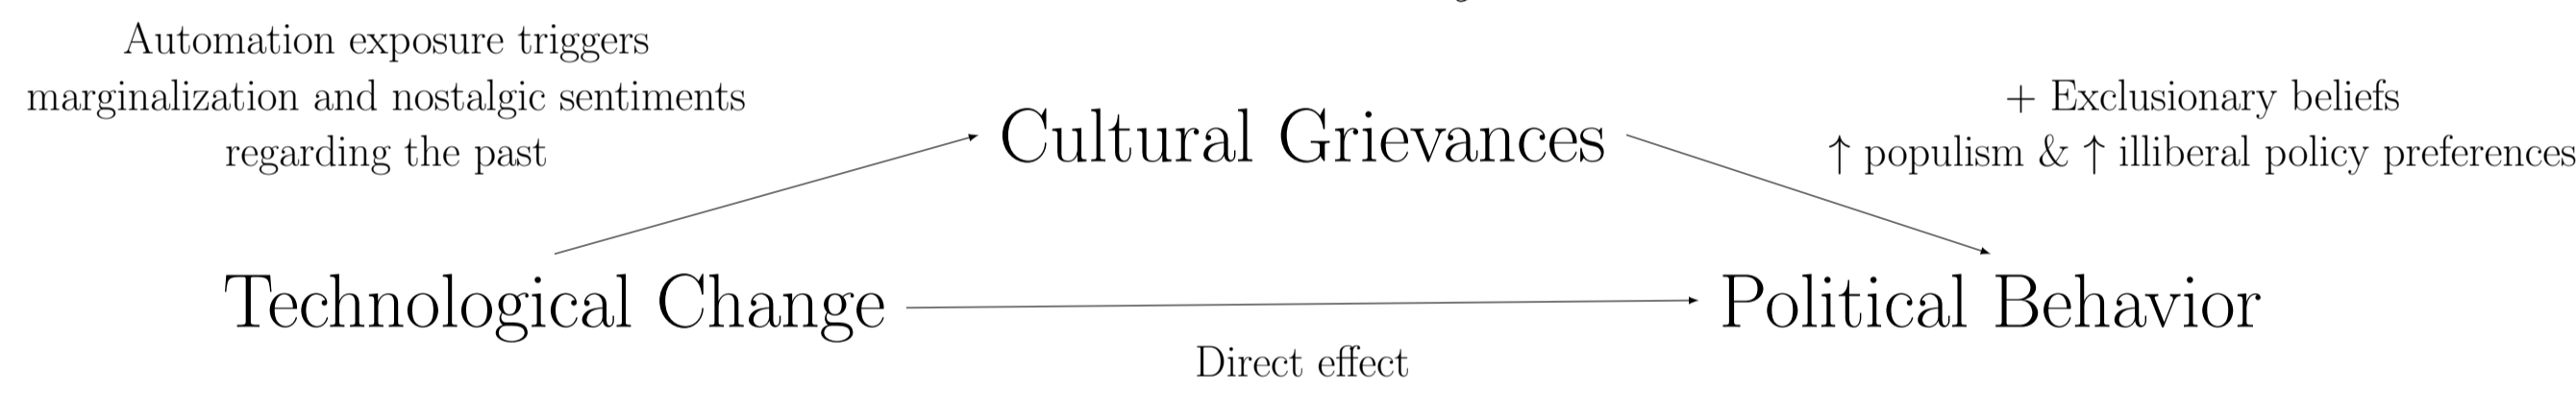 Automation exposure triggers
marginalization and nostalgic sentiments
regarding the past
Cultural Grievances
+ Exclusionary beliefs
↑ populism & ↑ illiberal policy preferences
Technological Change
Political Behavior
Direct effect